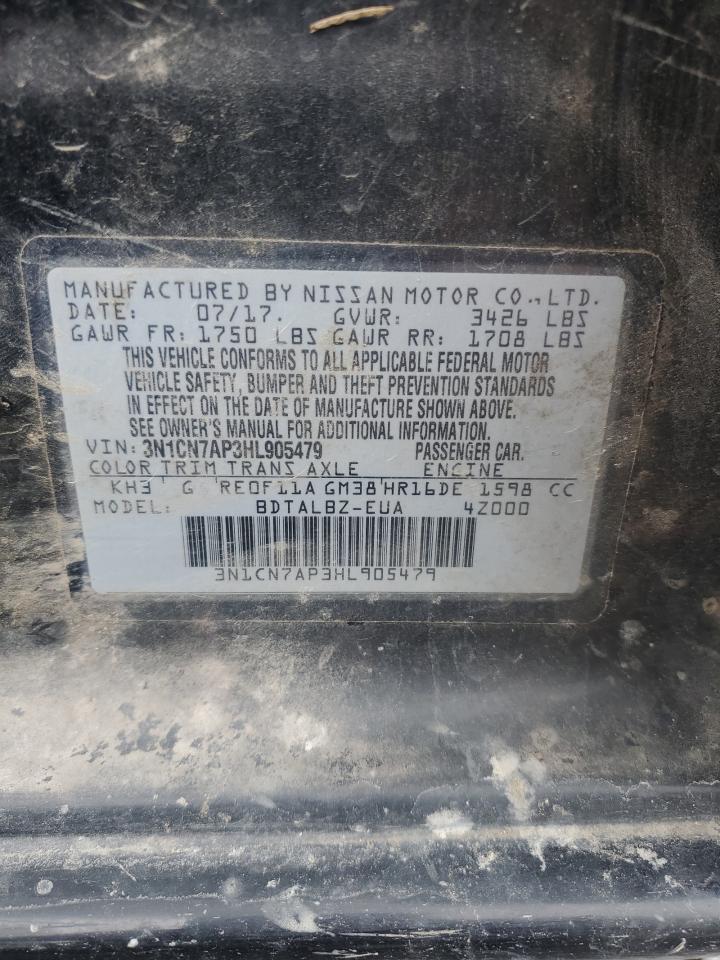 MANUFACTURED BY NISSAN MOTOR CO.,LTD.
DATE: 07/17. GVWR: 3426 LBS
GAWR FR: 1750 LBS GAWR RR: 1708 LBS
THIS VEHICLE CONFORMS TO ALL APPLICABLE FEDERAL MOTOR
VEHICLE SAFETY, BUMPER AND THEFT PREVENTION STANDARDS
IN EFFECT ON THE DATE OF MANUFACTURE SHOWN ABOVE.
SEE OWNER'S MANUAL FOR ADDITIONAL INFORMATION.
VIN: 3N1CN7AP3HL905479 PASSENGER CAR.
COLOR TRIM TRANS AXLE ENGINE
KH3 G RE0F11A GM38 HR16DE 1598 CC
MODEL: BDTALBZ-EUA 4Z000
3N1CN7AP3HL905479